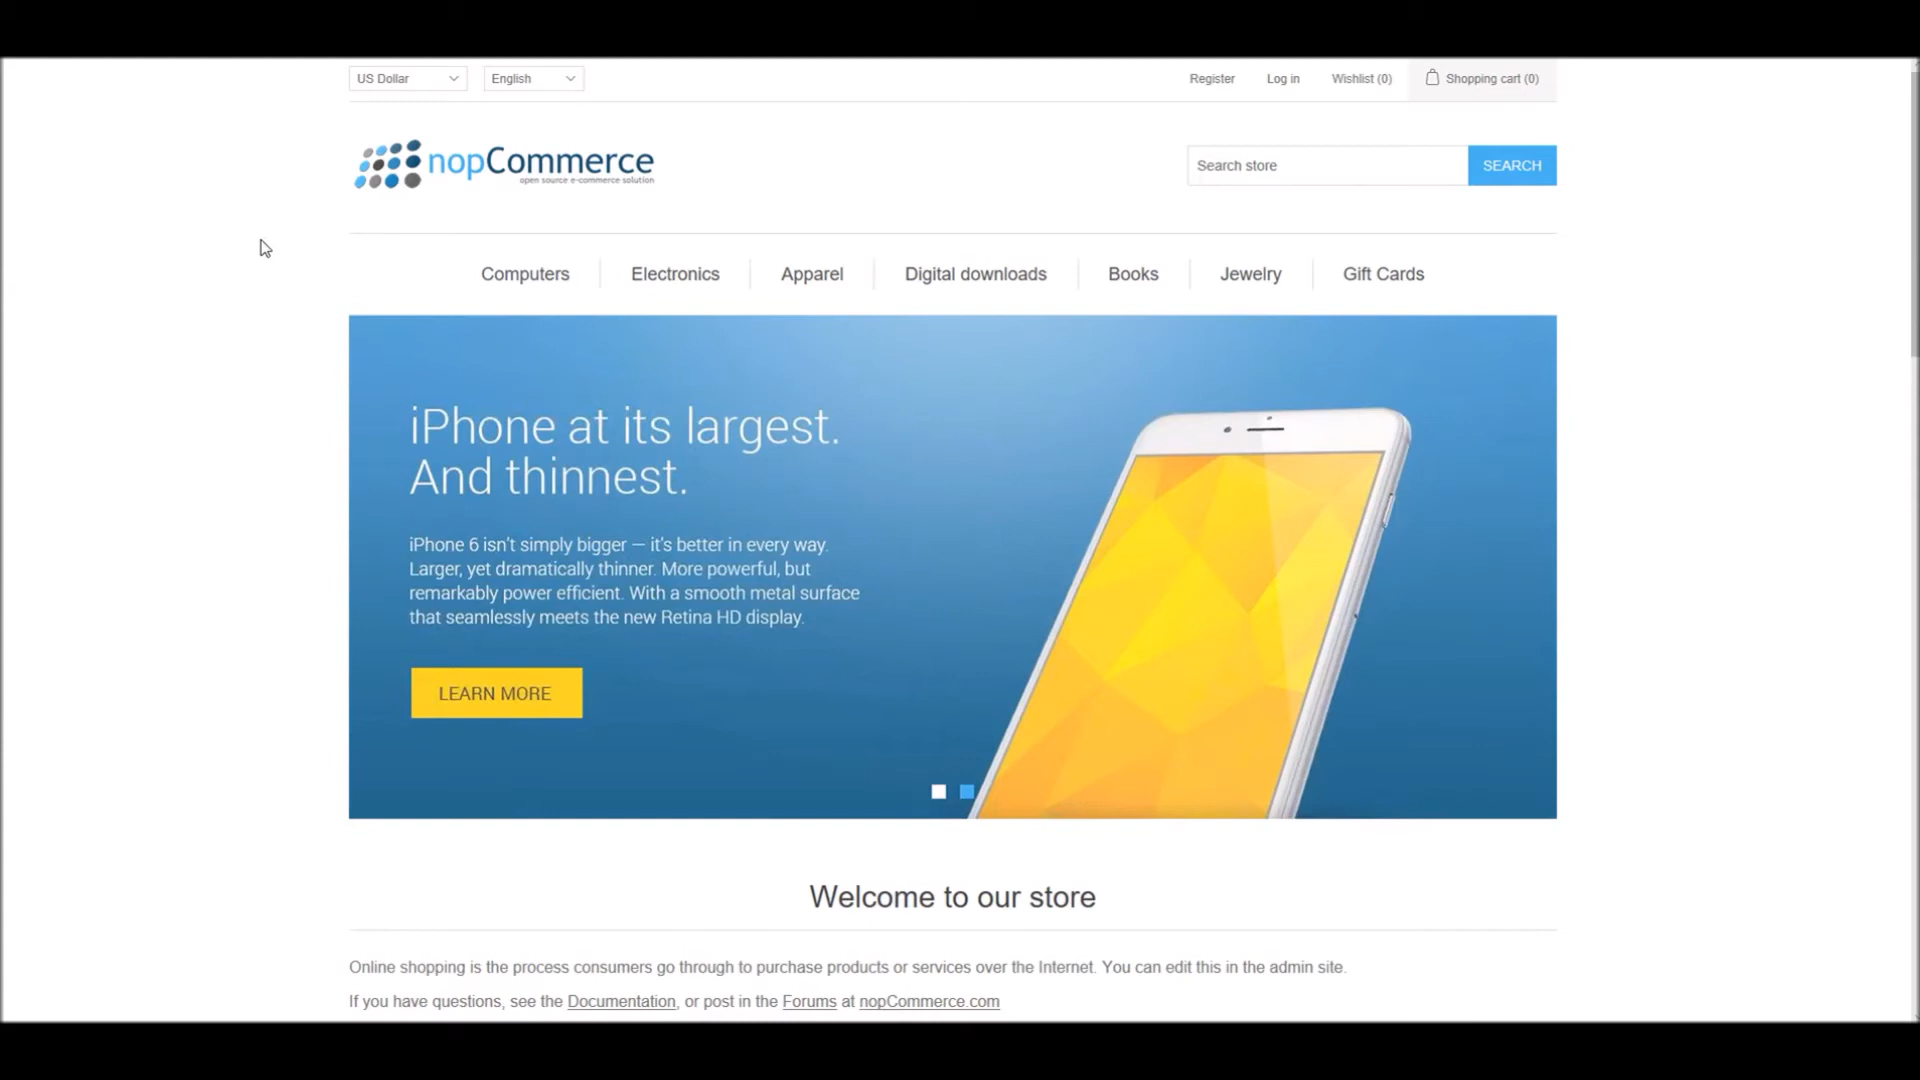 US Dollar English Register Log in Wishlist (0) Shopping cart (0)
nopCommerce
open source e-commerce solution
Search store SEARCH
Computers Electronics Apparel Digital downloads Books Jewelry Gift Cards
iPhone at its largest.
And thinnest.
iPhone 6 isn't simply bigger — it's better in every way.
Larger, yet dramatically thinner. More powerful, but
remarkably power efficient. With a smooth metal surface
that seamlessly meets the new Retina HD display.
LEARN MORE
Welcome to our store
Online shopping is the process consumers go through to purchase products or services over the Internet. You can edit this in the admin site.
If you have questions, see the Documentation, or post in the Forums at nopCommerce.com